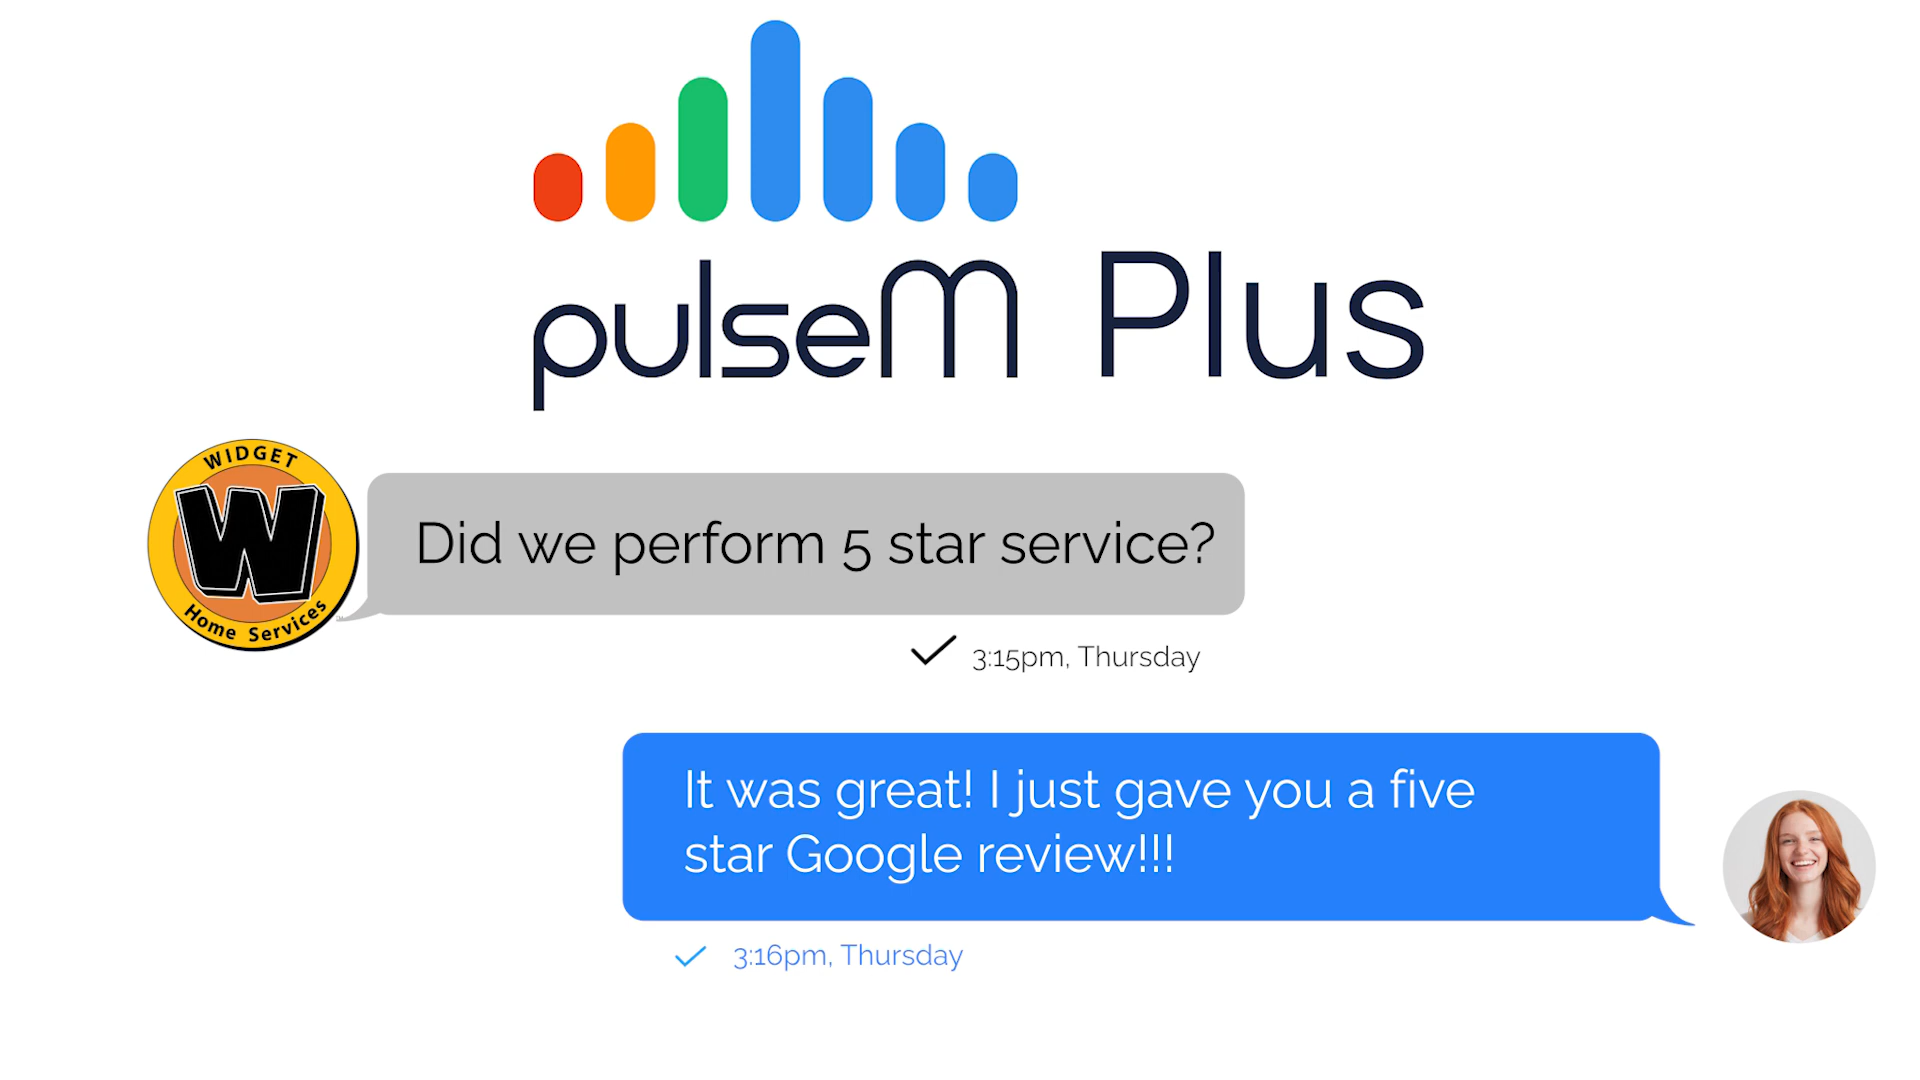 pulseM Plus
WIDGET
W
Home Services
Did we perform 5 star service?
3:15pm, Thursday
It was great! I just gave you a five
star Google review!!!
3:16pm, Thursday